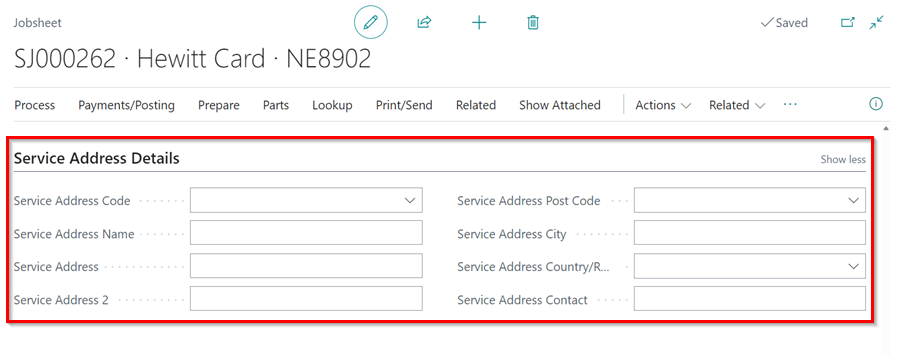 Jobsheet
Saved
SJ000262 · Hewitt Card · NE8902
Process Payments/Posting Prepare Parts Lookup Print/Send Related Show Attached Actions Related ···
Service Address Details Show less
Service Address Code Service Address Post Code
Service Address Name Service Address City
Service Address Service Address Country/R...
Service Address 2 Service Address Contact